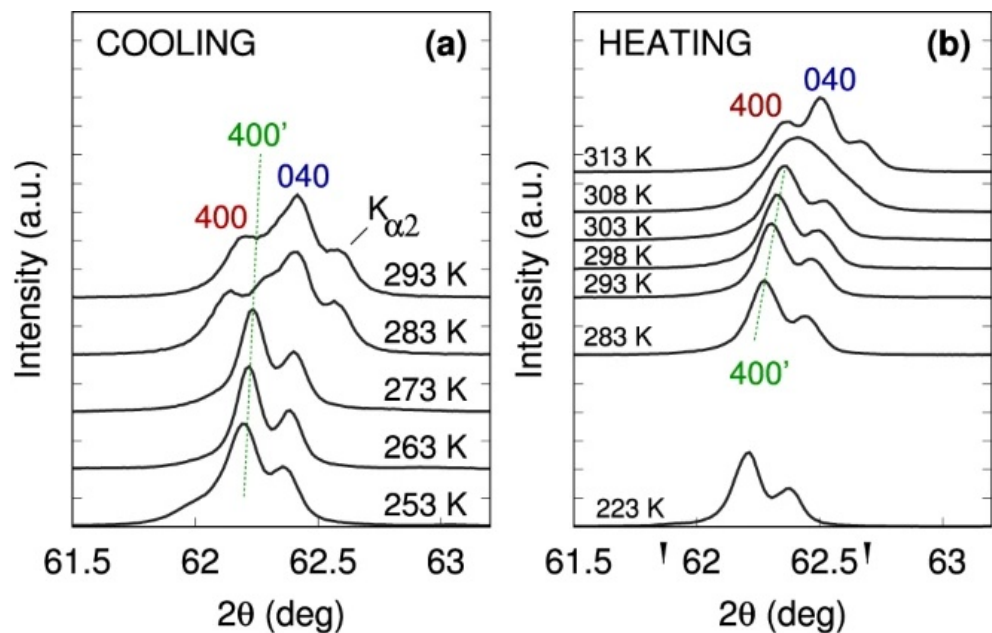 COOLING (a)
400’
040
400
Kα2
293 K
283 K
273 K
263 K
253 K
Intensity (a.u.)
61.5 62 62.5 63
2θ (deg)
HEATING (b)
040
400
313 K
308 K
303 K
298 K
293 K
283 K
400’
223 K
Intensity (a.u.)
61.5 62 62.5 63
2θ (deg)